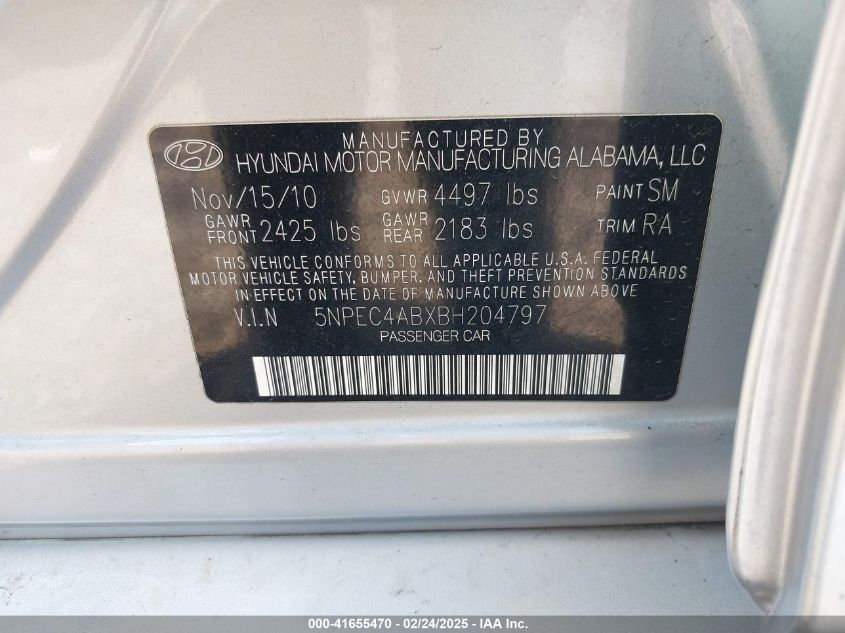 MANUFACTURED BY
HYUNDAI MOTOR MANUFACTURING ALABAMA, LLC
Nov/15/10 GVWR 4497 lbs PAINT SM
GAWR FRONT 2425 lbs GAWR REAR 2183 lbs TRIM RA
THIS VEHICLE CONFORMS TO ALL APPLICABLE U.S.A. FEDERAL
MOTOR VEHICLE SAFETY, BUMPER, AND THEFT PREVENTION STANDARDS
IN EFFECT ON THE DATE OF MANUFACTURE SHOWN ABOVE.
V.I.N 5NPEC4ABXBH204797
PASSENGER CAR
000-41655470 - 02/24/2025 - IAA Inc.